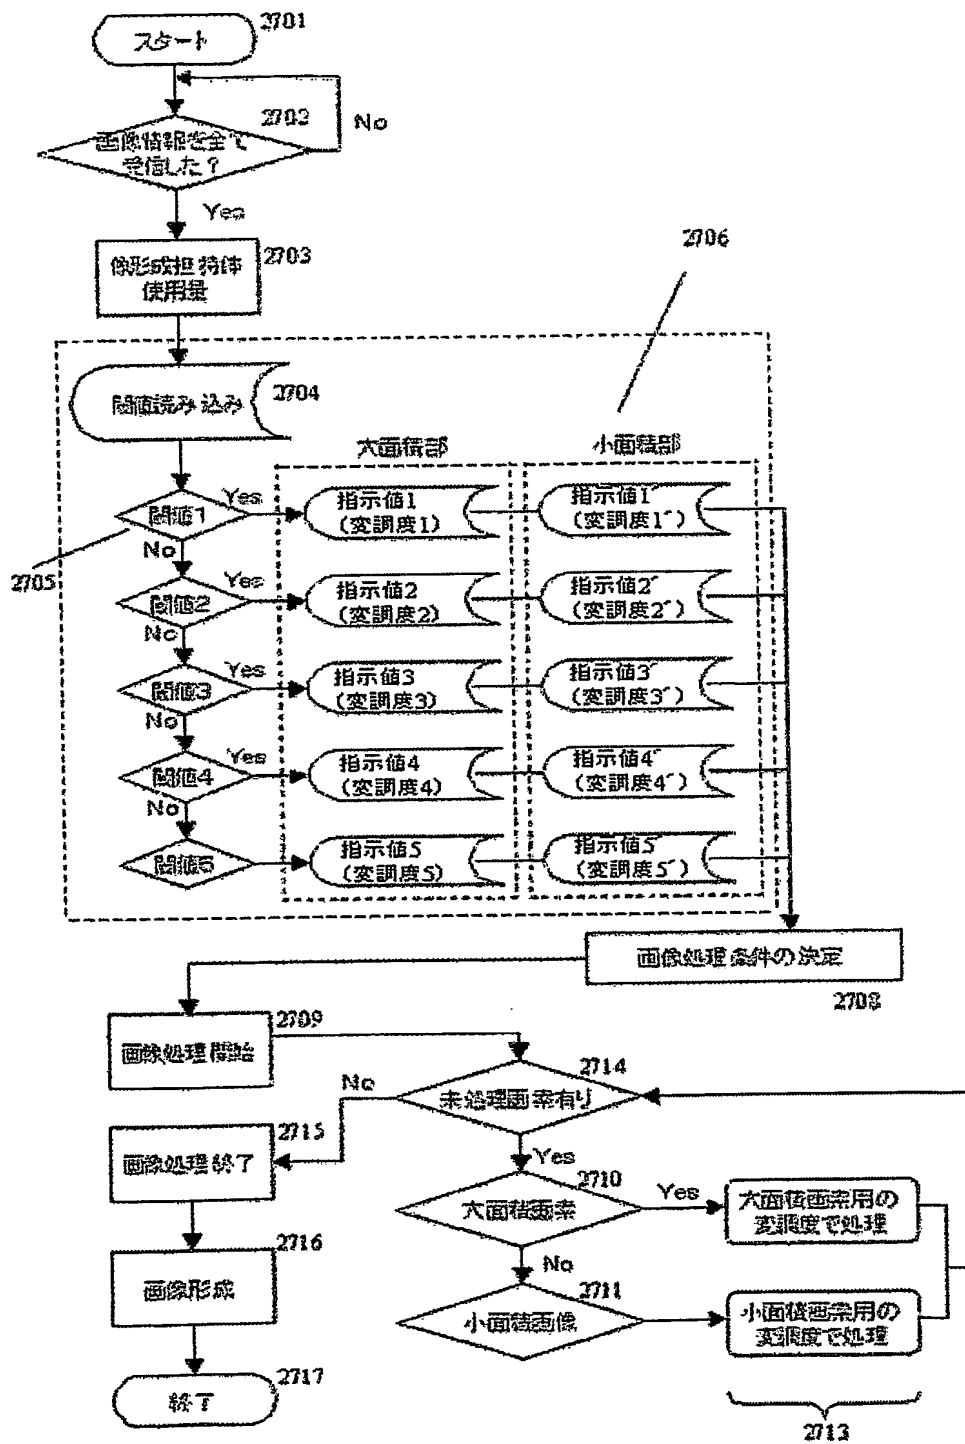 2701
スタート
2702
No
画像情報を全て
受信した?
Yes
2706
2703
像形成担持体
使用量
2704
閾値読み込み
大面積部
小面積部
閾値1
Yes
指示値1
(変調度1)
指示値1´
(変調度1´)
2705
No
閾値2
Yes
指示値2
(変調度2)
指示値2´
(変調度2´)
No
閾値3
Yes
指示値3
(変調度3)
指示値3´
(変調度3´)
No
閾値4
Yes
指示値4
(変調度4)
指示値4´
(変調度4´)
No
閾値5
指示値5
(変調度5)
指示値5´
(変調度5´)
画像処理条件の決定
2708
2709
画像処理開始
2714
未処理画素有り
No
Yes
2715
画像処理終了
2710
大面積画素
Yes
大面積画素用の
変調度で処理
No
2716
画像形成
2711
小面積画像
小面積画素用の
変調度で処理
2717
終了
2713